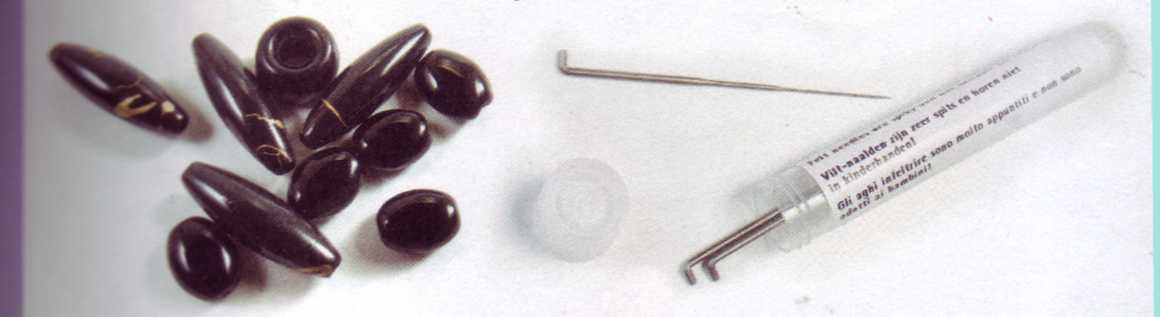 Vilt-naalden zijn zeer spits en horen niet
in kinderhanden!
Gli aghi infeltrire sono molto appuntiti e non sono
adatti ai bambini!